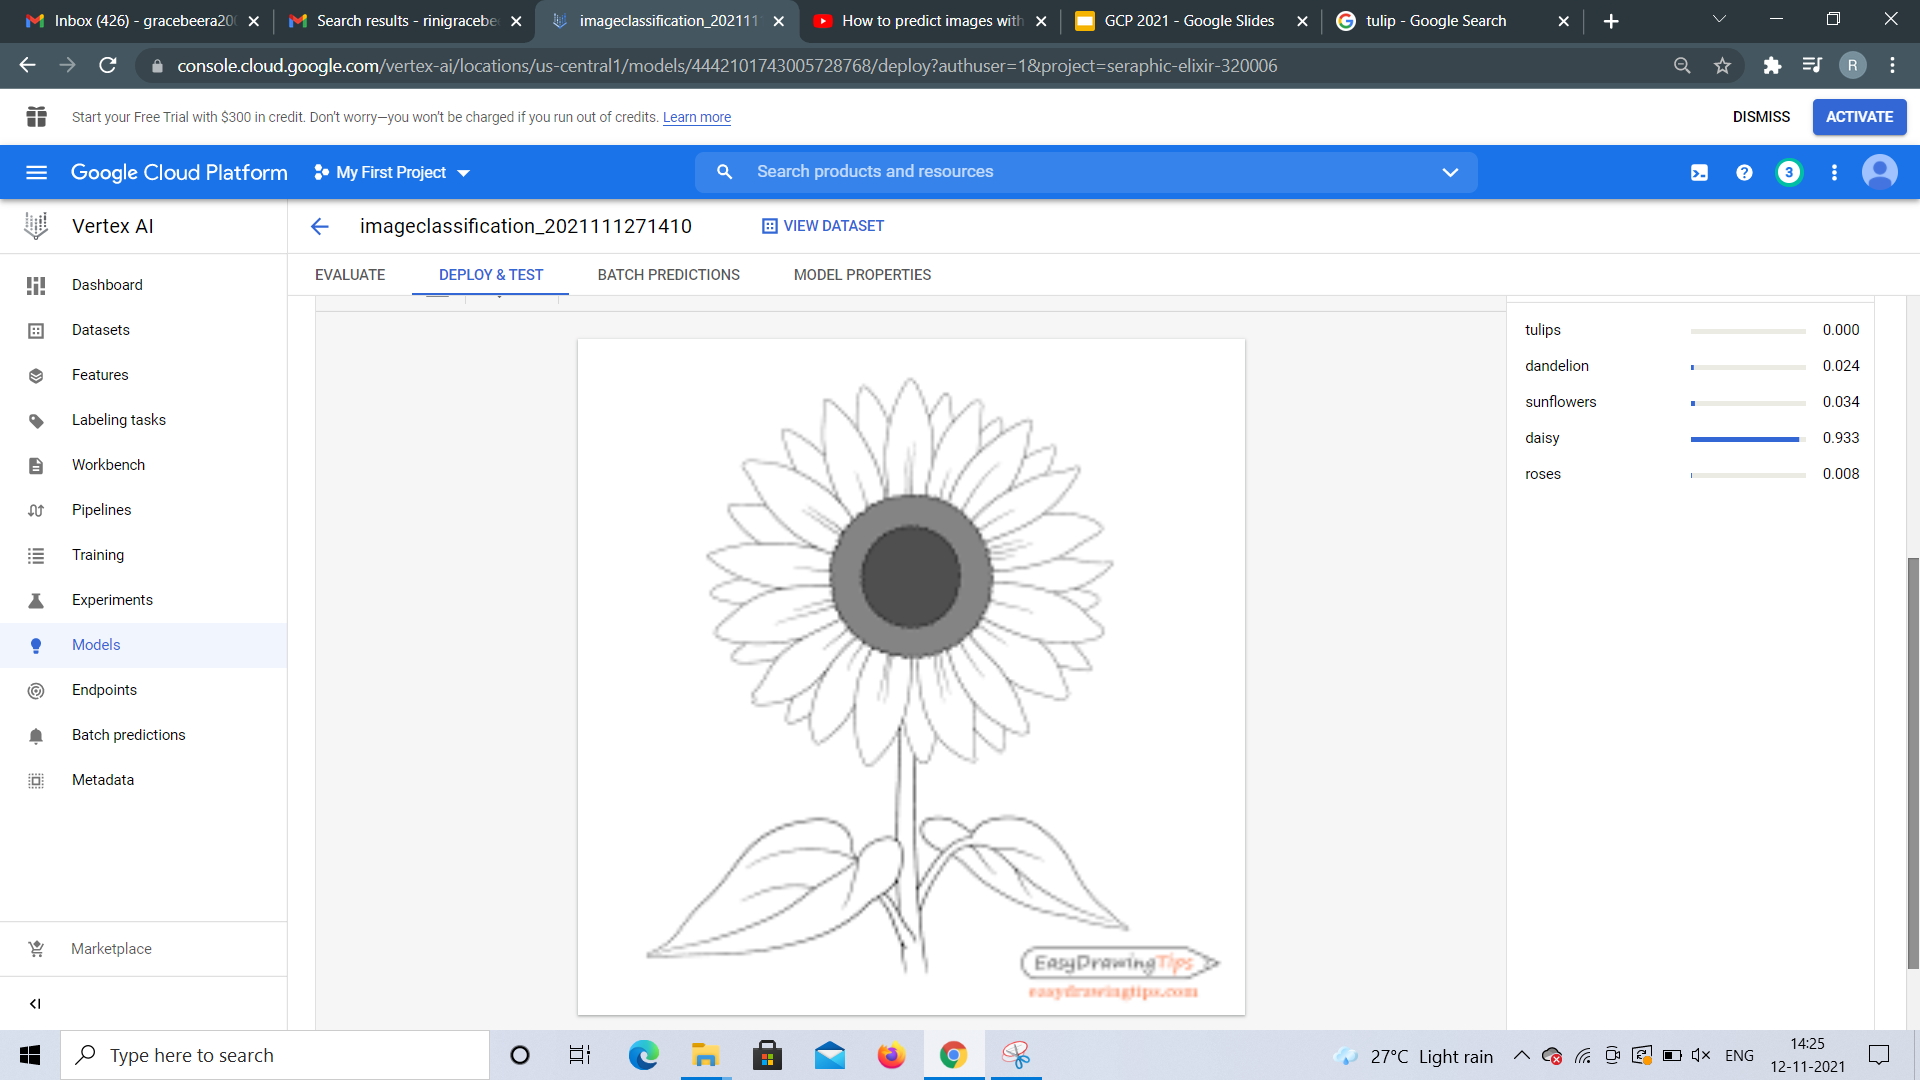 Inbox (426) - gracebeera20
Search results - rinigracebe
imageclassification_202111
How to predict images with
GCP 2021 - Google Slides
tulip - Google Search
console.cloud.google.com/vertex-ai/locations/us-central1/models/4442101743005728768/deploy?authuser=1&project=seraphic-elixir-320006
R
Start your Free Trial with $300 in credit. Don't worry—you won't be charged if you run out of credits. Learn more
DISMISS
ACTIVATE
Google Cloud Platform
My First Project
Search products and resources
3
Vertex AI
imageclassification_2021111271410
VIEW DATASET
EVALUATE
DEPLOY & TEST
BATCH PREDICTIONS
MODEL PROPERTIES
Dashboard
Datasets
Features
Labeling tasks
Workbench
Pipelines
Training
Experiments
Models
Endpoints
Batch predictions
Metadata
Marketplace
tulips 0.000
dandelion 0.024
sunflowers 0.034
daisy 0.933
roses 0.008
EasyDrawingTips
easydrawingtips.com
Type here to search
27°C Light rain
ENG
14:25
12-11-2021